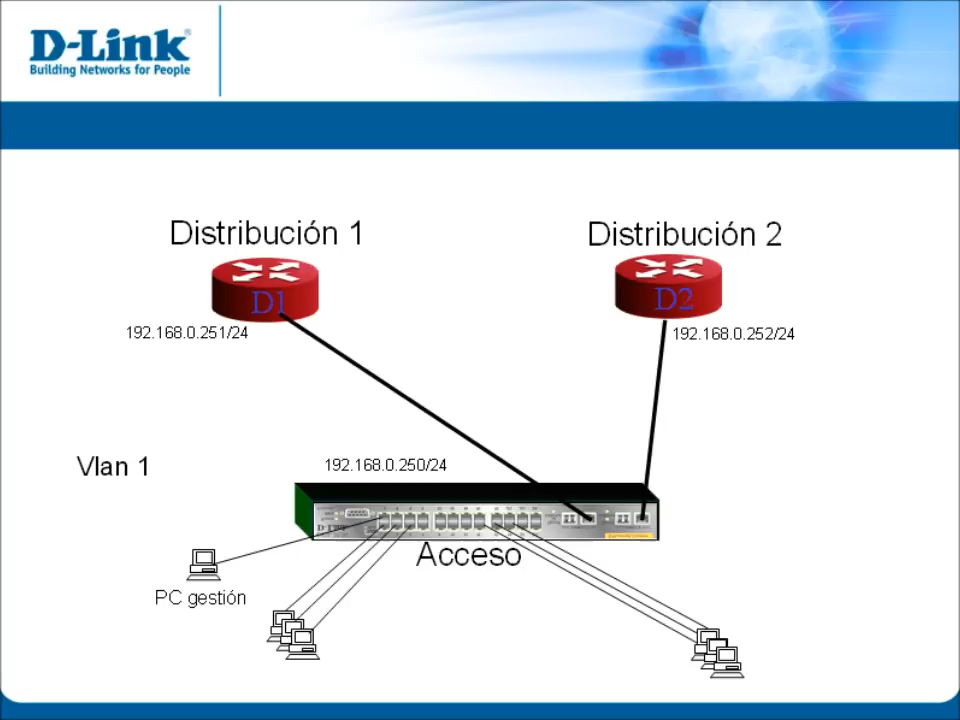 D-Link
Building Networks for People
Distribución 1
Distribución 2
D1
D2
192.168.0.251/24
192.168.0.252/24
Vlan 1
192.168.0.250/24
D-Link
Acceso
PC gestión